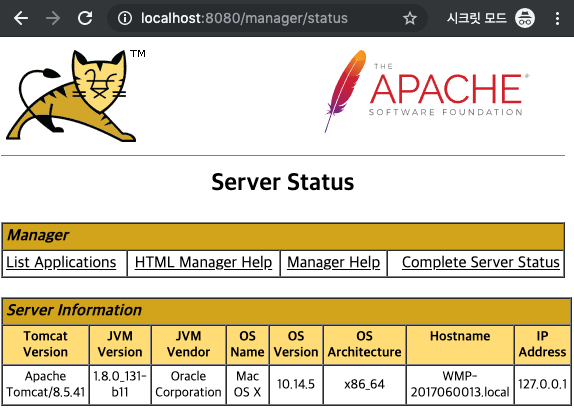 localhost:8080/manager/status
시크릿 모드
TM
THE
APACHE®
SOFTWARE FOUNDATION
Server Status
Manager
List Applications HTML Manager Help Manager Help Complete Server Status
Server Information
Tomcat Version JVM Version JVM Vendor OS Name OS Version OS Architecture Hostname IP Address
Apache Tomcat/8.5.41 1.8.0_131-b11 Oracle Corporation Mac OS X 10.14.5 x86_64 WMP-2017060013.local 127.0.0.1